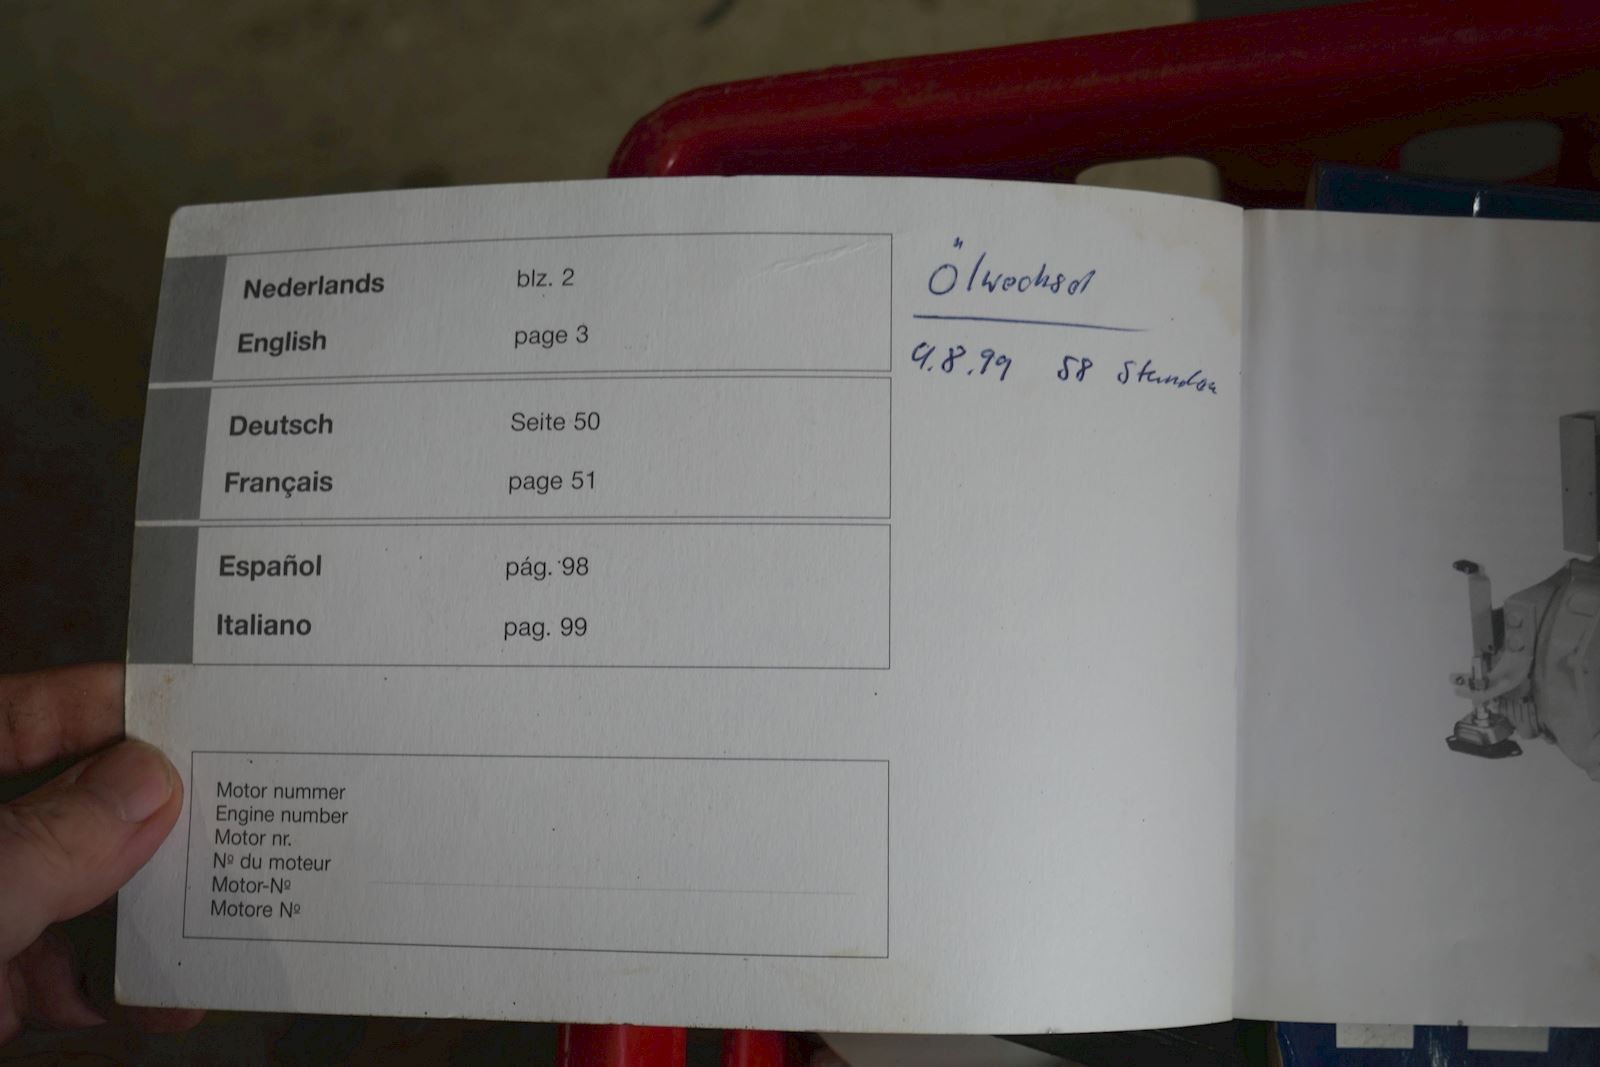 Nederlands blz. 2
English page 3
Deutsch Seite 50
Français page 51
Español pág. 98
Italiano pag. 99
Motor nummer
Engine number
Motor nr.
Nº du moteur
Motor-Nº
Motore Nº
Ölwechsel
9.8.99 58 Stunden